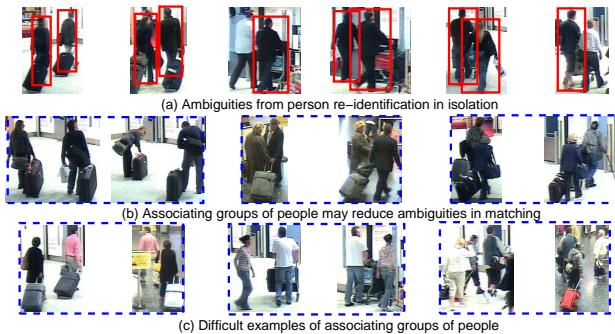 (a) Ambiguities from person re−identification in isolation
(b) Associating groups of people may reduce ambiguities in matching
(c) Difficult examples of associating groups of people